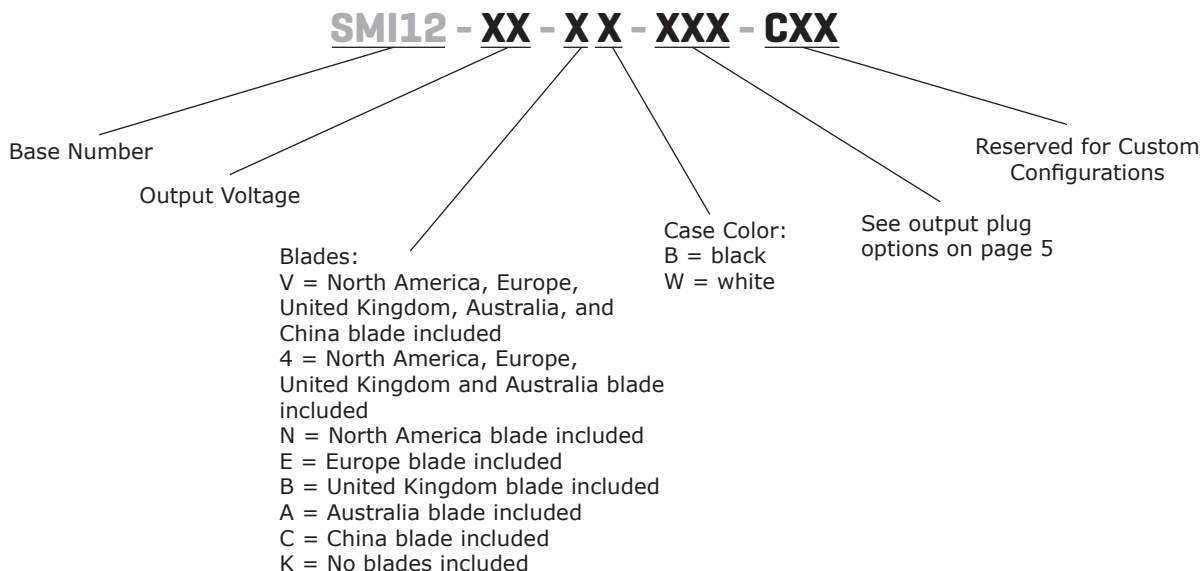 SMI12 - XX - X X - XXX - CXX
Base Number
Output Voltage
Blades:
V = North America, Europe,
United Kingdom, Australia, and
China blade included
4 = North America, Europe,
United Kingdom and Australia blade
included
N = North America blade included
E = Europe blade included
B = United Kingdom blade included
A = Australia blade included
C = China blade included
K = No blades included
Case Color:
B = black
W = white
See output plug
options on page 5
Reserved for Custom
Configurations